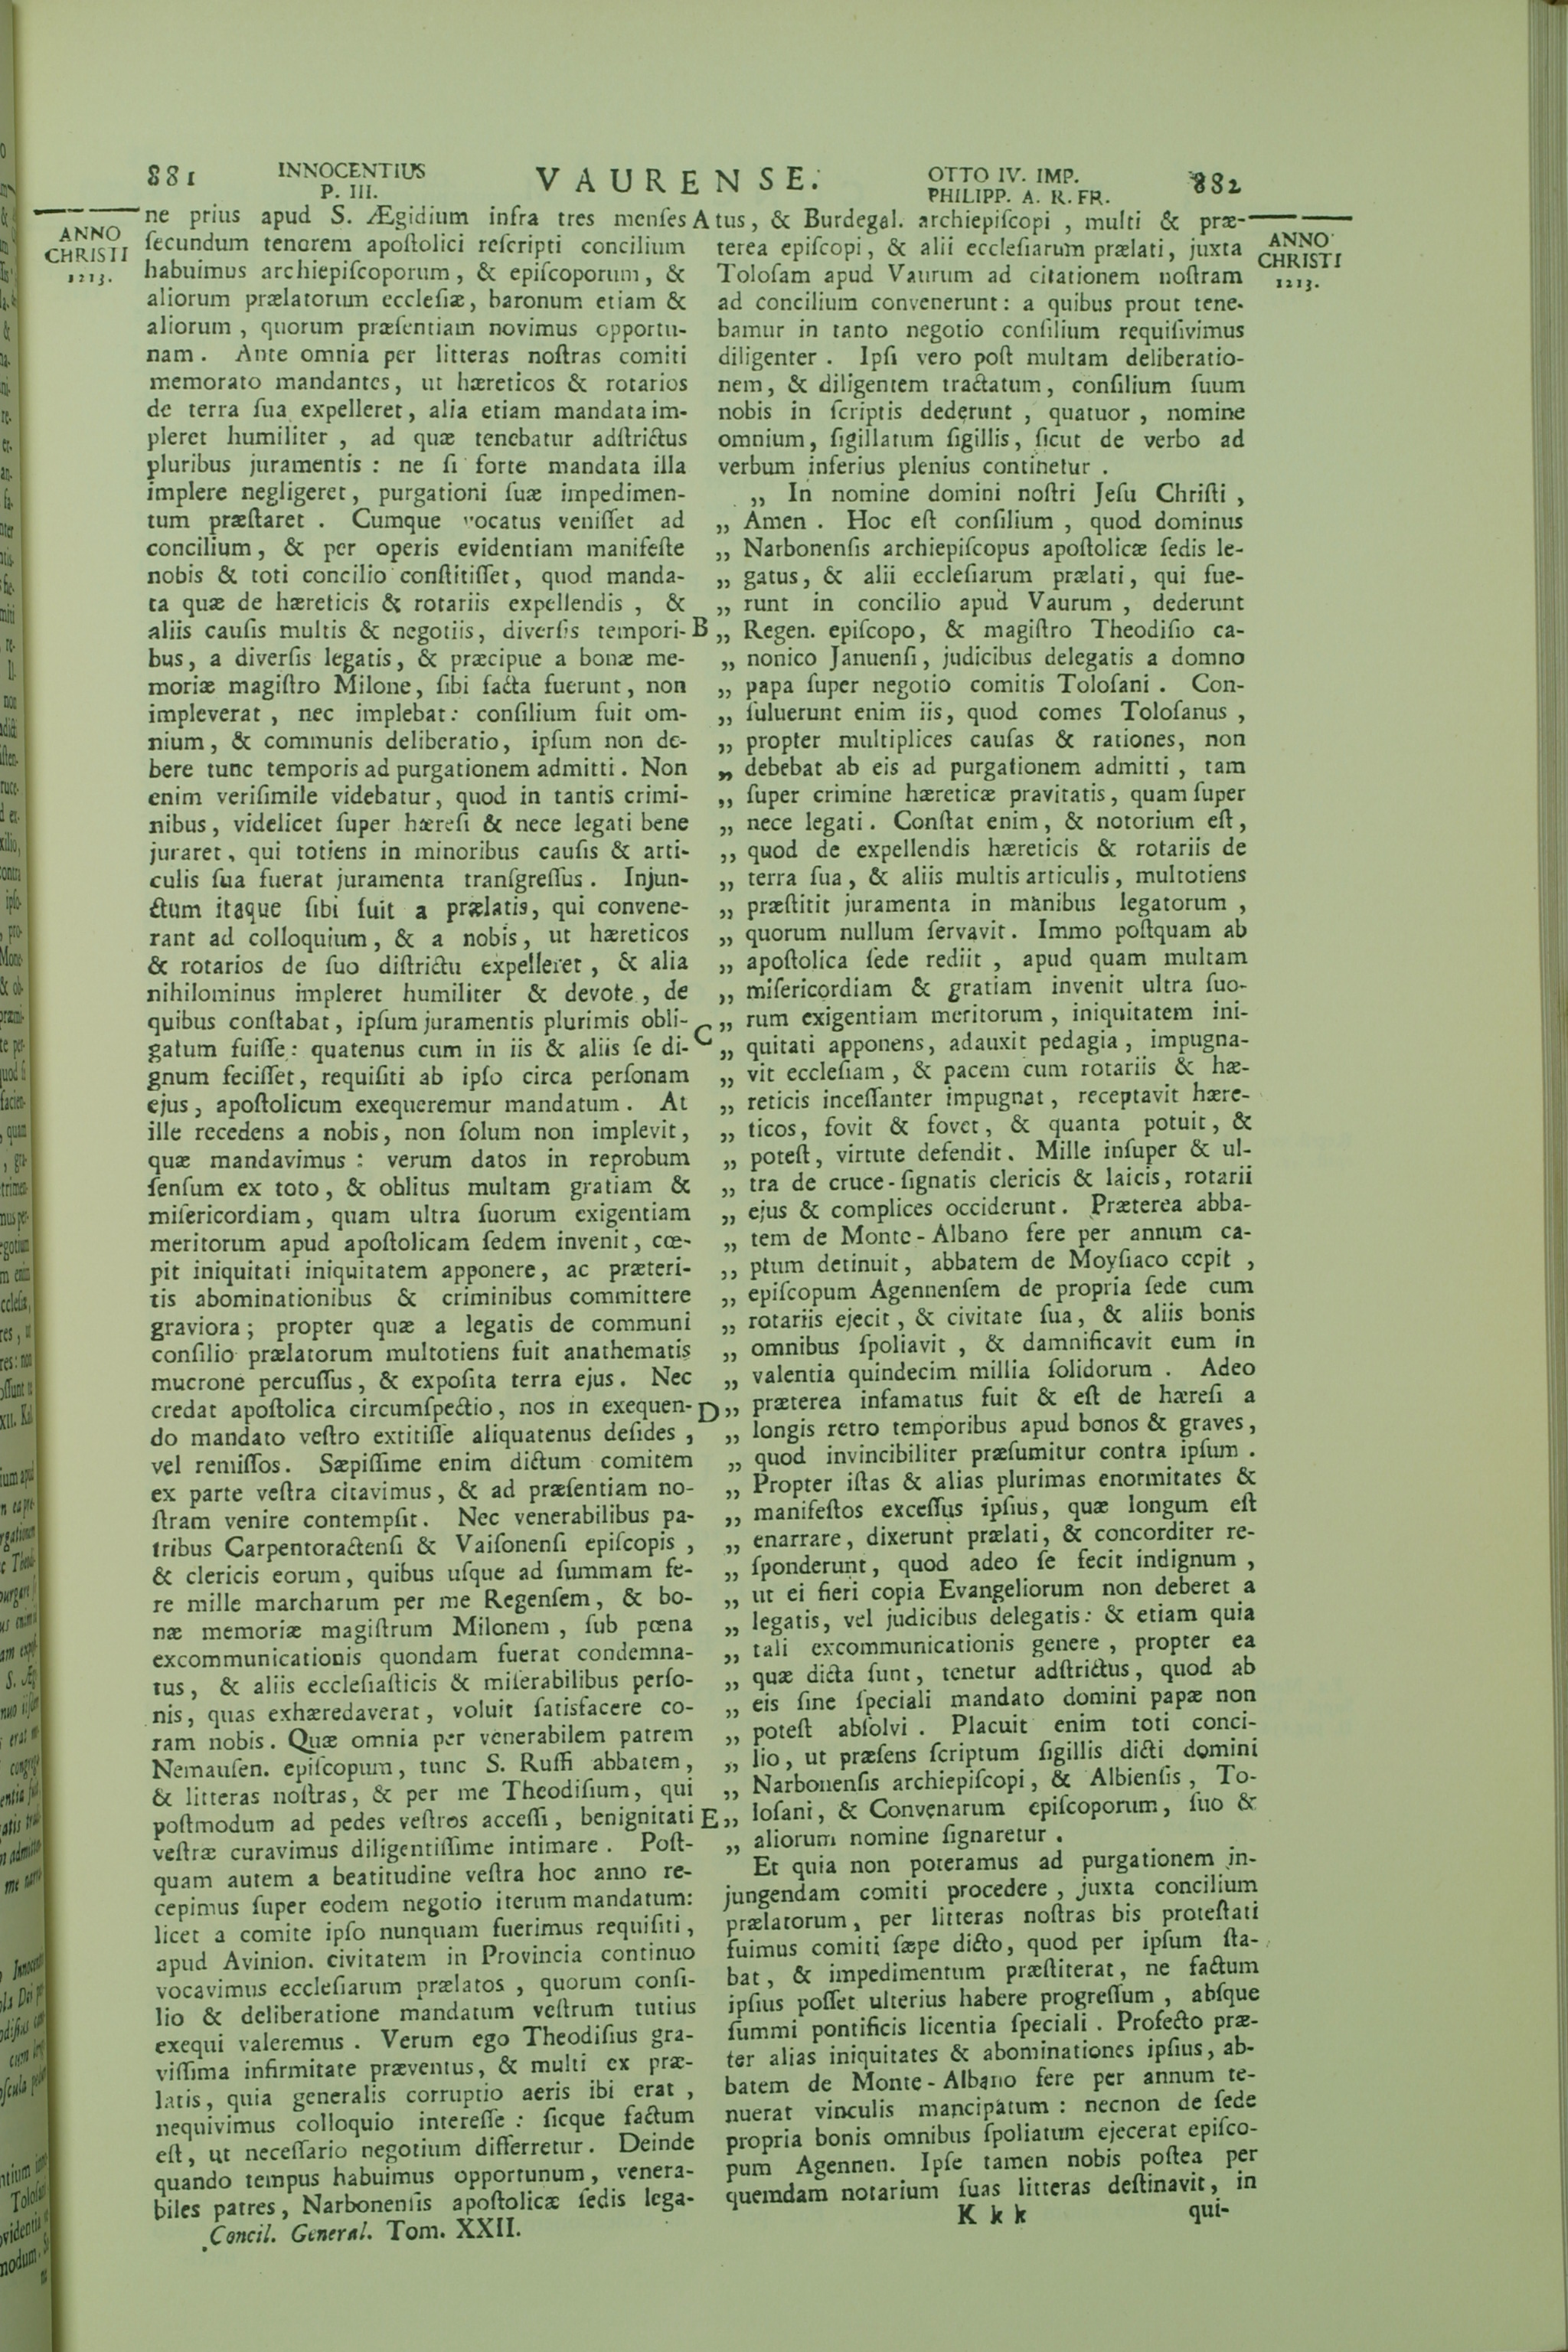 881
INNOCENTIUS
P. III.
VAURENSE.
OTTO IV. IMP.
PHILIPP. A. R. FR.
882
ANNO
CHRISTI
1213.
ne prius apud S. Ægidium infra tres menſes
ſecundum tenorem apoſtolici reſcripti concilium
habuimus archiepiſcoporum, & epiſcoporum, &
aliorum prælatorum eccleſiæ, baronum etiam &
aliorum, quorum præſentiam novimus opportu-
nam. Ante omnia per litteras noſtras comiti
memorato mandantes, ut hæreticos & rotarios
de terra ſua expelleret, alia etiam mandata im-
pleret humiliter, ad quæ tenebatur adſtrictus
pluribus juramentis: ne ſi forte mandata illa
implere negligeret, purgationi ſuæ impedimen-
tum præſtaret. Cumque vocatus veniſſet ad
concilium, & per operis evidentiam manifeſte
nobis & toti concilio conſtitiſſet, quod manda-
ta quæ de hæreticis & rotariis expellendis, &
aliis cauſis multis & negotiis, diverſis tempori-
bus, a diverſis legatis, & præcipue a bonæ me-
moriæ magiſtro Milone, ſibi facta fuerunt, non
impleverat, nec implebat: conſilium fuit om-
nium, & communis deliberatio, ipſum non de-
bere tunc temporis ad purgationem admitti. Non
enim veriſimile videbatur, quod in tantis crimi-
nibus, videlicet ſuper hæreſi & nece legati bene
juraret, qui totiens in minoribus cauſis & arti-
culis ſua fuerat juramenta tranſgreſſus. Injun-
ctum itaque ſibi fuit a prælatis, qui convene-
rant ad colloquium, & a nobis, ut hæreticos
& rotarios de ſuo diſtrictu expelleret, & alia
nihilominus impleret humiliter & devote, de
quibus conſtabat, ipſum juramentis plurimis obli-
gatum fuiſſe: quatenus cum in iis & aliis ſe di-
gnum feciſſet, requiſiti ab ipſo circa perſonam
ejus, apoſtolicum exequeremur mandatum. At
ille recedens a nobis, non ſolum non implevit,
quæ mandavimus: verum datos in reprobum
ſenſum ex toto, & oblitus multam gratiam &
miſericordiam, quam ultra ſuorum exigentiam
meritorum apud apoſtolicam ſedem invenit, cœ-
pit iniquitati iniquitatem apponere, ac præteri-
tis abominationibus & criminibus committere
graviora; propter quæ a legatis de communi
conſilio prælatorum multotiens fuit anathematis
mucrone percuſſus, & expoſita terra ejus. Nec
credat apoſtolica circumſpectio, nos in exequen-
do mandato veſtro extitiſſe aliquatenus deſides,
vel remiſſos. Sæpiſſime enim dictum comitem
ex parte veſtra citavimus, & ad præſentiam no-
ſtram venire contempſit. Nec venerabilibus pa-
tribus Carpentoractenſi & Vaiſonenſi epiſcopis,
& clericis eorum, quibus uſque ad ſummam fe-
re mille marcharum per me Regenſem, & bo-
næ memoriæ magiſtrum Milonem, ſub pœna
excommunicationis quondam fuerat condemna-
tus, & aliis eccleſiaſticis & miſerabilibus perſo-
nis, quas exhæredaverat, voluit ſatisfacere co-
ram nobis. Quæ omnia per venerabilem patrem
Nemauſen. epiſcopum, tunc S. Ruffi abbatem,
& litteras noſtras, & per me Theodiſium, qui
poſtmodum ad pedes veſtros acceſſi, benignitati
veſtræ curavimus diligentiſſime intimare. Poſt-
quam autem a beatitudine veſtra hoc anno re-
cepimus ſuper eodem negotio iterum mandatum:
licet a comite ipſo nunquam fuerimus requiſiti,
apud Avinion. civitatem in Provincia continuo
vocavimus eccleſiarum prælatos, quorum conſi-
lio & deliberatione mandatum veſtrum tutius
exequi valeremus. Verum ego Theodiſius gra-
viſſima infirmitate præventus, & multi ex præ-
latis, quia generalis corruptio aeris ibi erat,
nequivimus colloquio intereſſe: ſicque factum
eſt, ut neceſſario negotium differretur. Deinde
quando tempus habuimus opportunum, venera-
biles patres, Narbonenſis apoſtolicæ ſedis lega-
Concil. General. Tom. XXII.
A
B
C
D
E
tus, & Burdegal. archiepiſcopi, multi & præ-
terea epiſcopi, & alii eccleſiarum prælati, juxta
Toloſam apud Vaurum ad citationem noſtram
ad concilium convenerunt: a quibus prout tene-
bamur in tanto negotio conſilium requiſivimus
diligenter. Ipſi vero poſt multam deliberatio-
nem, & diligentem tractatum, conſilium ſuum
nobis in ſcriptis dederunt, quatuor, nomine
omnium, ſigillatum ſigillis, ſicut de verbo ad
verbum inferius plenius continetur.
„ In nomine domini noſtri Jeſu Chriſti,
„ Amen. Hoc eſt conſilium, quod dominus
„ Narbonenſis archiepiſcopus apoſtolicæ ſedis le-
„ gatus, & alii eccleſiarum prælati, qui fue-
„ runt in concilio apud Vaurum, dederunt
„ Regen. epiſcopo, & magiſtro Theodiſio ca-
„ nonico Januenſi, judicibus delegatis a domno
„ papa ſuper negotio comitis Toloſani. Con-
„ ſuluerunt enim iis, quod comes Toloſanus,
„ propter multiplices cauſas & rationes, non
„ debebat ab eis ad purgationem admitti, tam
„ ſuper crimine hæreticæ pravitatis, quam ſuper
„ nece legati. Conſtat enim, & notorium eſt,
„ quod de expellendis hæreticis & rotariis de
„ terra ſua, & aliis multis articulis, multotiens
„ præſtitit juramenta in manibus legatorum,
„ quorum nullum ſervavit. Immo poſtquam ab
„ apoſtolica ſede rediit, apud quam multam
„ miſericordiam & gratiam invenit ultra ſuo-
„ rum exigentiam meritorum, iniquitatem ini-
„ quitati apponens, adauxit pedagia, impugna-
„ vit eccleſiam, & pacem cum rotariis & hæ-
„ reticis inceſſanter impugnat, receptavit hære-
„ ticos, fovit & fovet, & quanta potuit, &
„ poteſt, virtute defendit. Mille inſuper & ul-
„ tra de cruce-ſignatis clericis & laicis, rotarii
„ ejus & complices occiderunt. Præterea abba-
„ tem de Monte-Albano fere per annum ca-
„ ptum detinuit, abbatem de Moyſiaco cepit,
„ epiſcopum Agennenſem de propria ſede cum
„ rotariis ejecit, & civitate ſua, & aliis bonis
„ omnibus ſpoliavit, & damnificavit eum in
„ valentia quindecim millia ſolidorum. Adeo
„ præterea infamatus fuit & eſt de hæreſi a
„ longis retro temporibus apud bonos & graves,
„ quod invincibiliter præſumitur contra ipſum.
„ Propter iſtas & alias plurimas enormitates &
„ manifeſtos exceſſus ipſius, quæ longum eſt
„ enarrare, dixerunt prælati, & concorditer re-
„ ſponderunt, quod adeo ſe fecit indignum,
„ ut ei fieri copia Evangeliorum non deberet a
„ legatis, vel judicibus delegatis: & etiam quia
„ tali excommunicationis genere, propter ea
„ quæ dicta ſunt, tenetur adſtrictus, quod ab
„ eis ſine ſpeciali mandato domini papæ non
„ poteſt abſolvi. Placuit enim toti conci-
„ lio, ut præſens ſcriptum ſigillis dicti domini
„ Narbonenſis archiepiſcopi, & Albienſis, To-
„ loſani, & Convenarum epiſcoporum, ſuo &
„ aliorum nomine ſignaretur.
Et quia non poteramus ad purgationem in-
jungendam comiti procedere, juxta concilium
prælatorum, per litteras noſtras bis proteſtati
fuimus comiti ſæpe dicto, quod per ipſum ſta-
bat, & impedimentum præſtiterat, ne factum
ipſius poſſet ulterius habere progreſſum, abſque
ſummi pontificis licentia ſpeciali. Profecto præ-
ter alias iniquitates & abominationes ipſius, ab-
batem de Monte-Albano fere per annum te-
nuerat vinculis mancipatum: necnon de ſede
propria bonis omnibus ſpoliatum ejecerat epiſco-
pum Agennen. Ipſe tamen nobis poſtea per
quemdam notarium ſuas litteras deſtinavit, in
K k k
qui-
ANNO
CHRISTI
1213.